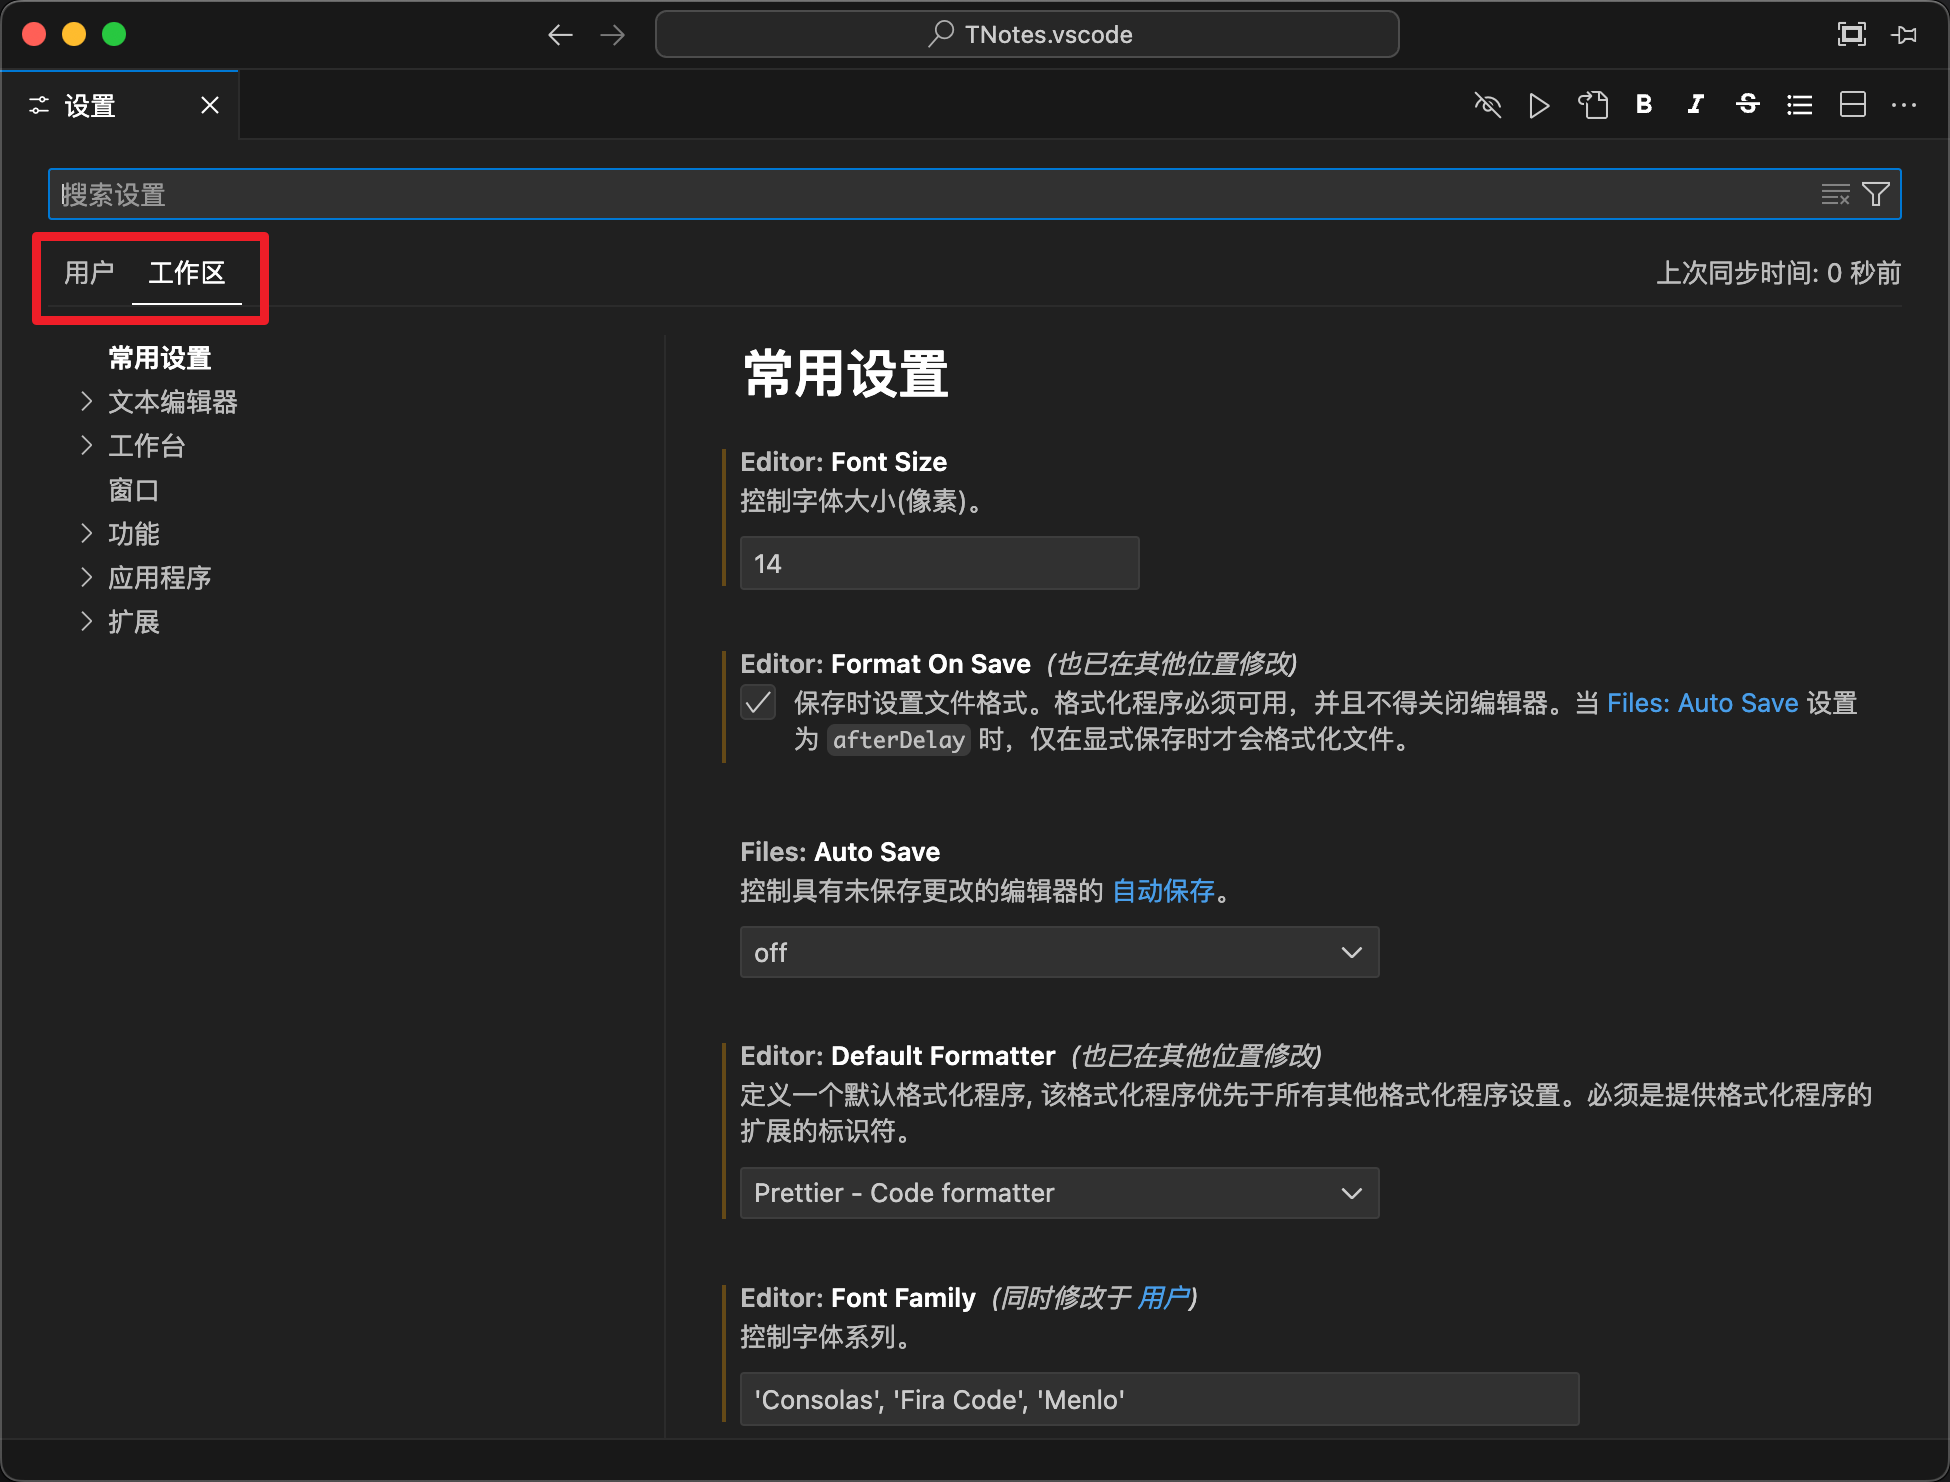 TNotes.vscode
设置
搜索设置
用户 工作区
上次同步时间: 0 秒前
常用设置
文本编辑器
工作台
窗口
功能
应用程序
扩展
常用设置
Editor: Font Size
控制字体大小(像素)。
14
Editor: Format On Save (也已在其他位置修改)
保存时设置文件格式。格式化程序必须可用，并且不得关闭编辑器。当 Files: Auto Save 设置
为 afterDelay 时，仅在显式保存时才会格式化文件。
Files: Auto Save
控制具有未保存更改的编辑器的 自动保存。
off
Editor: Default Formatter (也已在其他位置修改)
定义一个默认格式化程序, 该格式化程序优先于所有其他格式化程序设置。必须是提供格式化程序的
扩展的标识符。
Prettier - Code formatter
Editor: Font Family (同时修改于 用户)
控制字体系列。
'Consolas', 'Fira Code', 'Menlo'